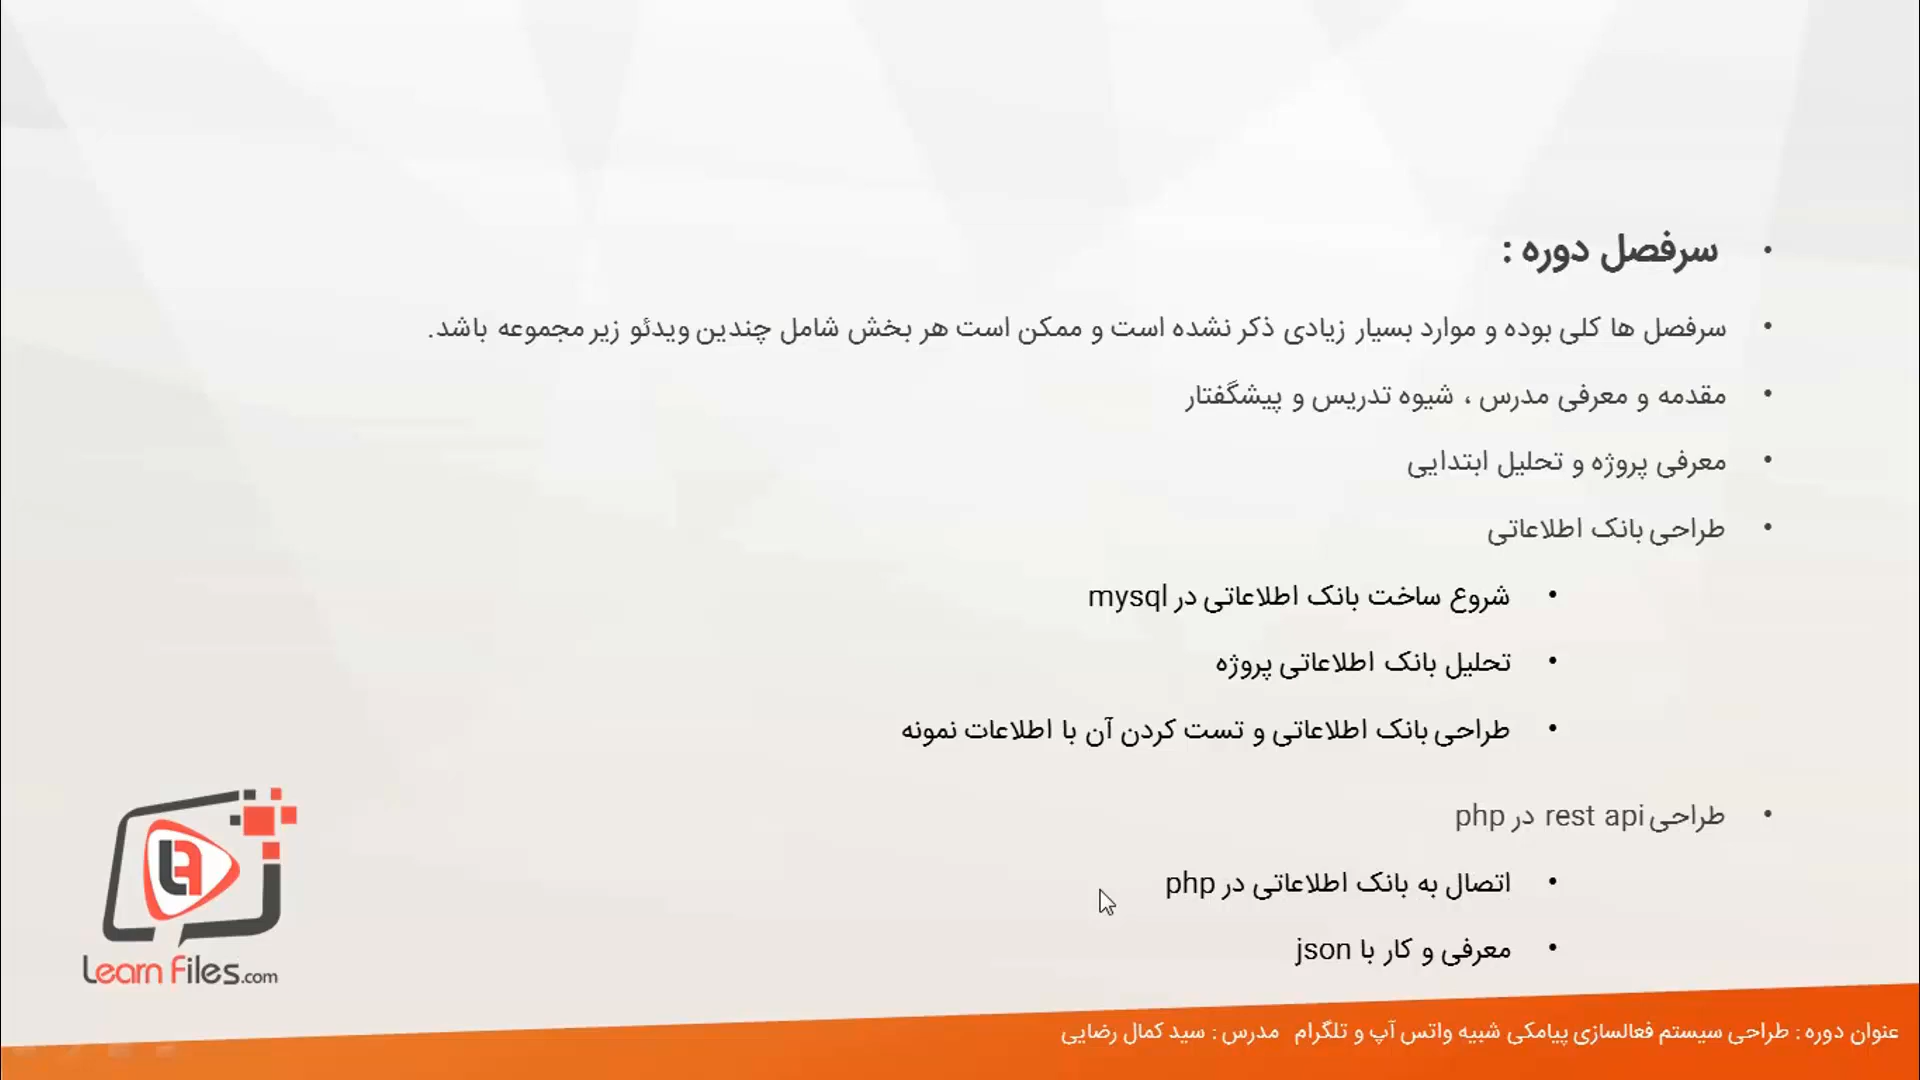 سرفصل دوره :
سرفصل ها کلی بوده و موارد بسیار زیادی ذکر نشده است و ممکن است هر بخش شامل چندین ویدئو زیر مجموعه باشد.
مقدمه و معرفی مدرس ، شیوه تدریس و پیشگفتار
معرفی پروژه و تحلیل ابتدایی
طراحی بانک اطلاعاتی
شروع ساخت بانک اطلاعاتی در mysql
تحلیل بانک اطلاعاتی پروژه
طراحی بانک اطلاعاتی و تست کردن آن با اطلاعات نمونه
طراحی rest api در php
اتصال به بانک اطلاعاتی در php
معرفی و کار با json
Learn Files.com
عنوان دوره : طراحی سیستم فعالسازی پیامکی شبیه واتس آپ و تلگرام   مدرس : سید کمال رضایی